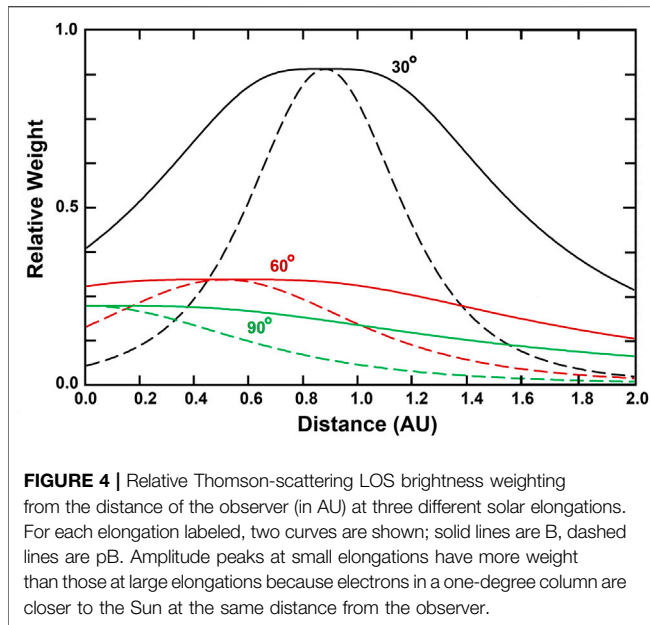 1.0
30°
Relative Weight
0.5
60°
90°
0.0
0.0 0.2 0.4 0.6 0.8 1.0 1.2 1.4 1.6 1.8 2.0
Distance (AU)
FIGURE 4 | Relative Thomson-scattering LOS brightness weighting
from the distance of the observer (in AU) at three different solar elongations.
For each elongation labeled, two curves are shown; solid lines are B, dashed
lines are pB. Amplitude peaks at small elongations have more weight
than those at large elongations because electrons in a one-degree column are
closer to the Sun at the same distance from the observer.